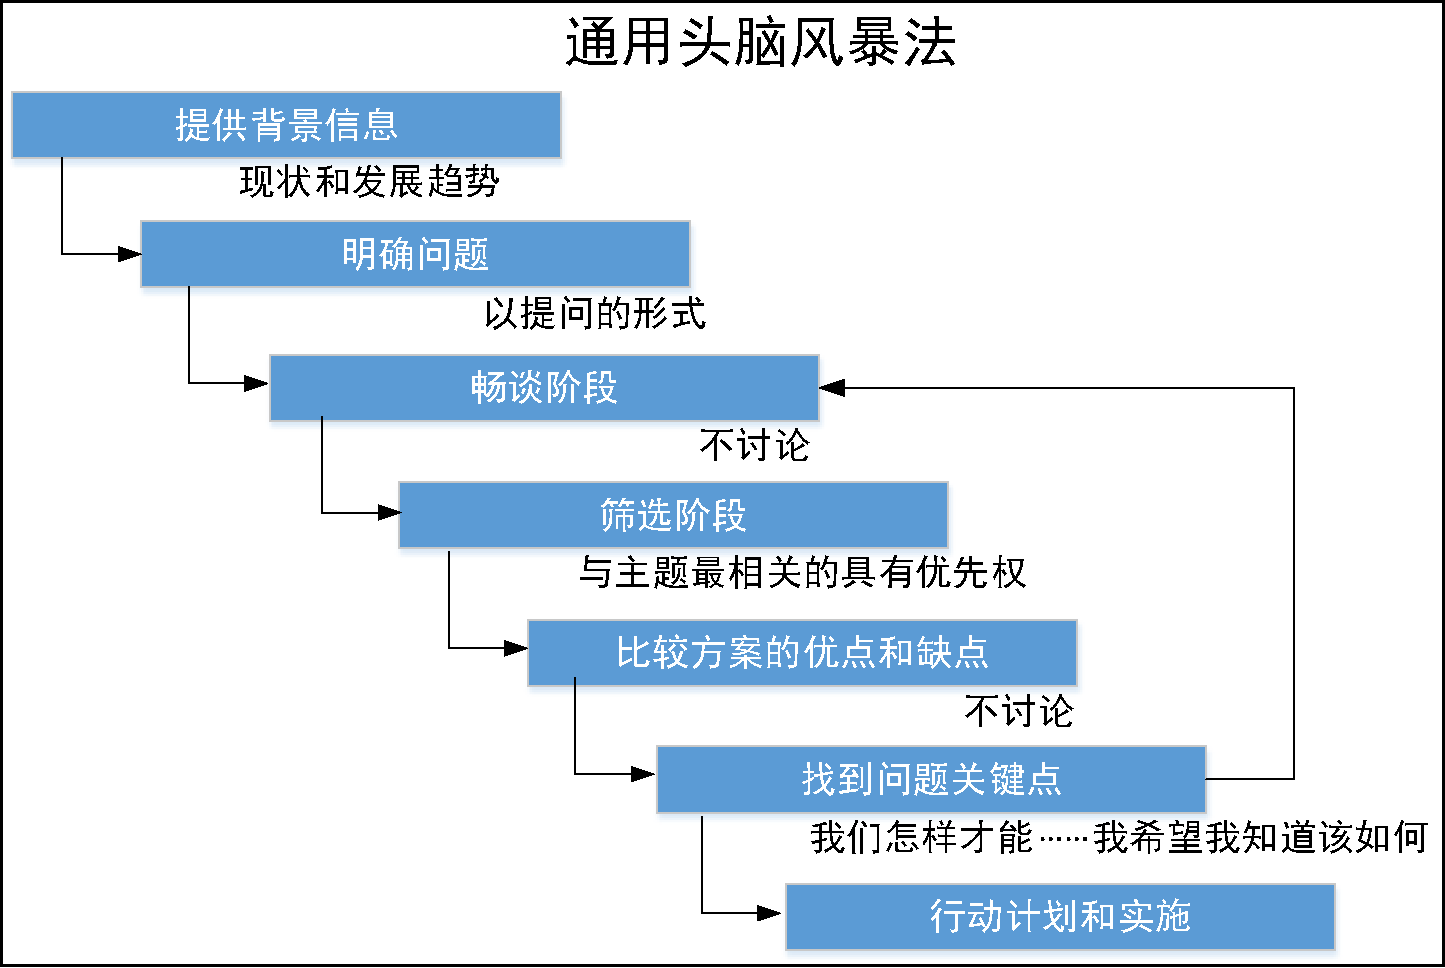 通用头脑风暴法
提供背景信息
现状和发展趋势
明确问题
以提问的形式
畅谈阶段
不讨论
筛选阶段
与主题最相关的具有优先权
比较方案的优点和缺点
不讨论
找到问题关键点
我们怎样才能……我希望我知道该如何
行动计划和实施